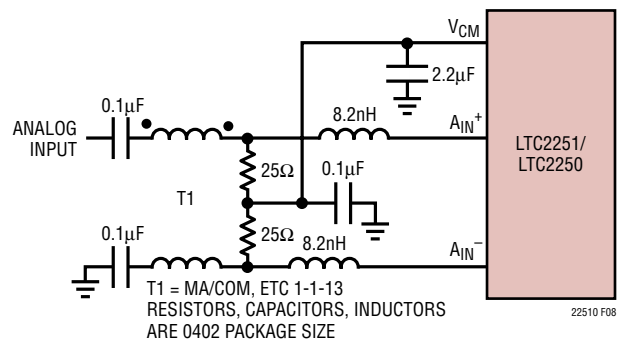 VCM
2.2µF
0.1µF
8.2nH
AIN+
ANALOG
INPUT
LTC2251/
LTC2250
25Ω
0.1µF
T1
0.1µF
25Ω
8.2nH
AIN–
T1 = MA/COM, ETC 1-1-13
RESISTORS, CAPACITORS, INDUCTORS
ARE 0402 PACKAGE SIZE
22510 F08